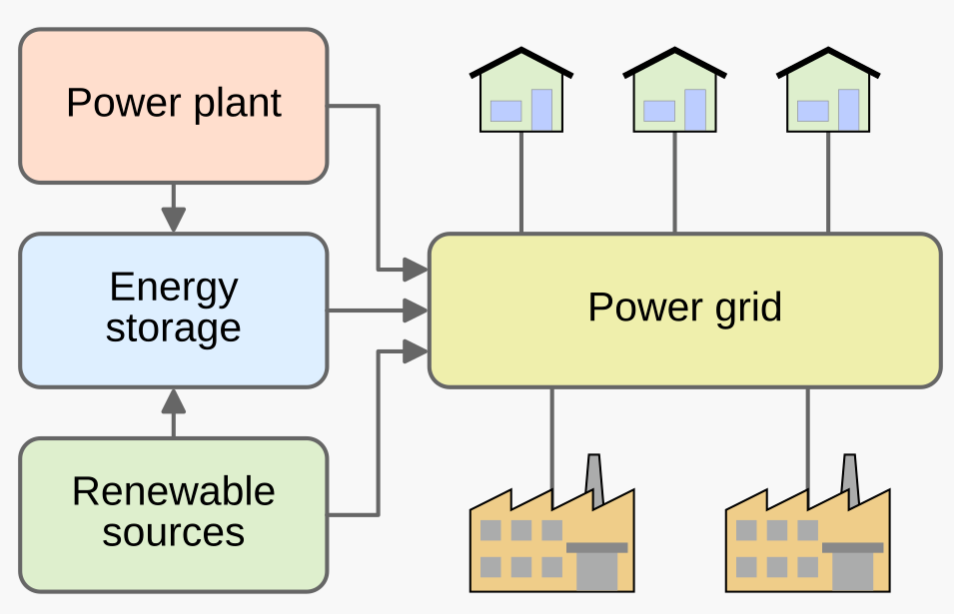 Power plant
Energy
storage
Power grid
Renewable
sources